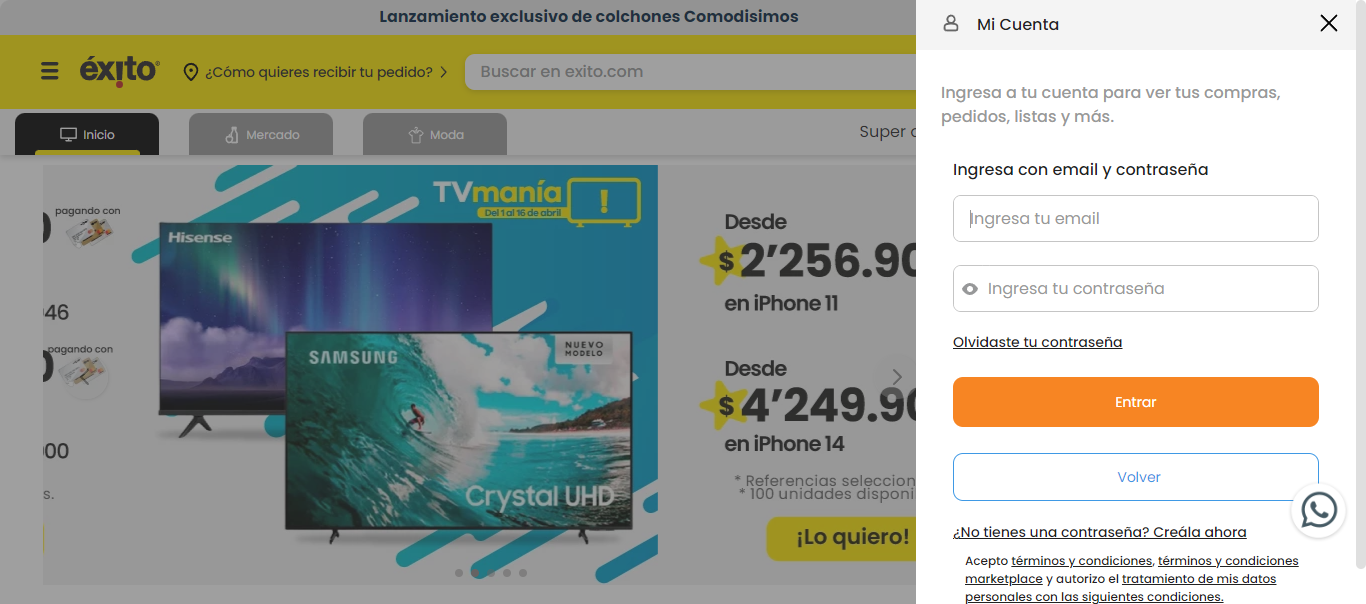 Lanzamiento exclusivo de colchones Comodisimos
éxito
¿Cómo quieres recibir tu pedido?
Buscar en exito.com
Inicio
Mercado
Moda
Super
pagando con
46
pagando con
00
s.
TVmanía
Del 1 al 16 de abril
!
Hisense
SAMSUNG
NUEVO
MODELO
Crystal UHD
Desde
$2’256.90
en iPhone 11
Desde
$4’249.90
en iPhone 14
* Referencias seleccion
* 100 unidades disponi
¡Lo quiero!
Mi Cuenta
Ingresa a tu cuenta para ver tus compras,
pedidos, listas y más.
Ingresa con email y contraseña
Ingresa tu email
Ingresa tu contraseña
Olvidaste tu contraseña
Entrar
Volver
¿No tienes una contraseña? Creála ahora
Acepto términos y condiciones, términos y condiciones
marketplace y autorizo el tratamiento de mis datos
personales con las siguientes condiciones.